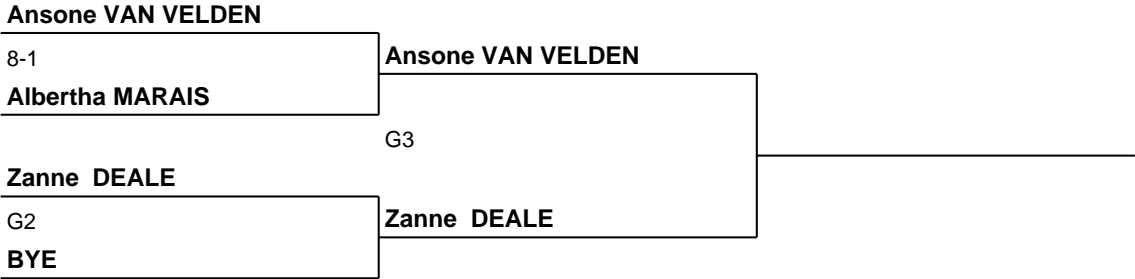 Ansone VAN VELDEN
8-1
Ansone VAN VELDEN
Albertha MARAIS
G3
Zanne  DEALE
G2
Zanne  DEALE
BYE